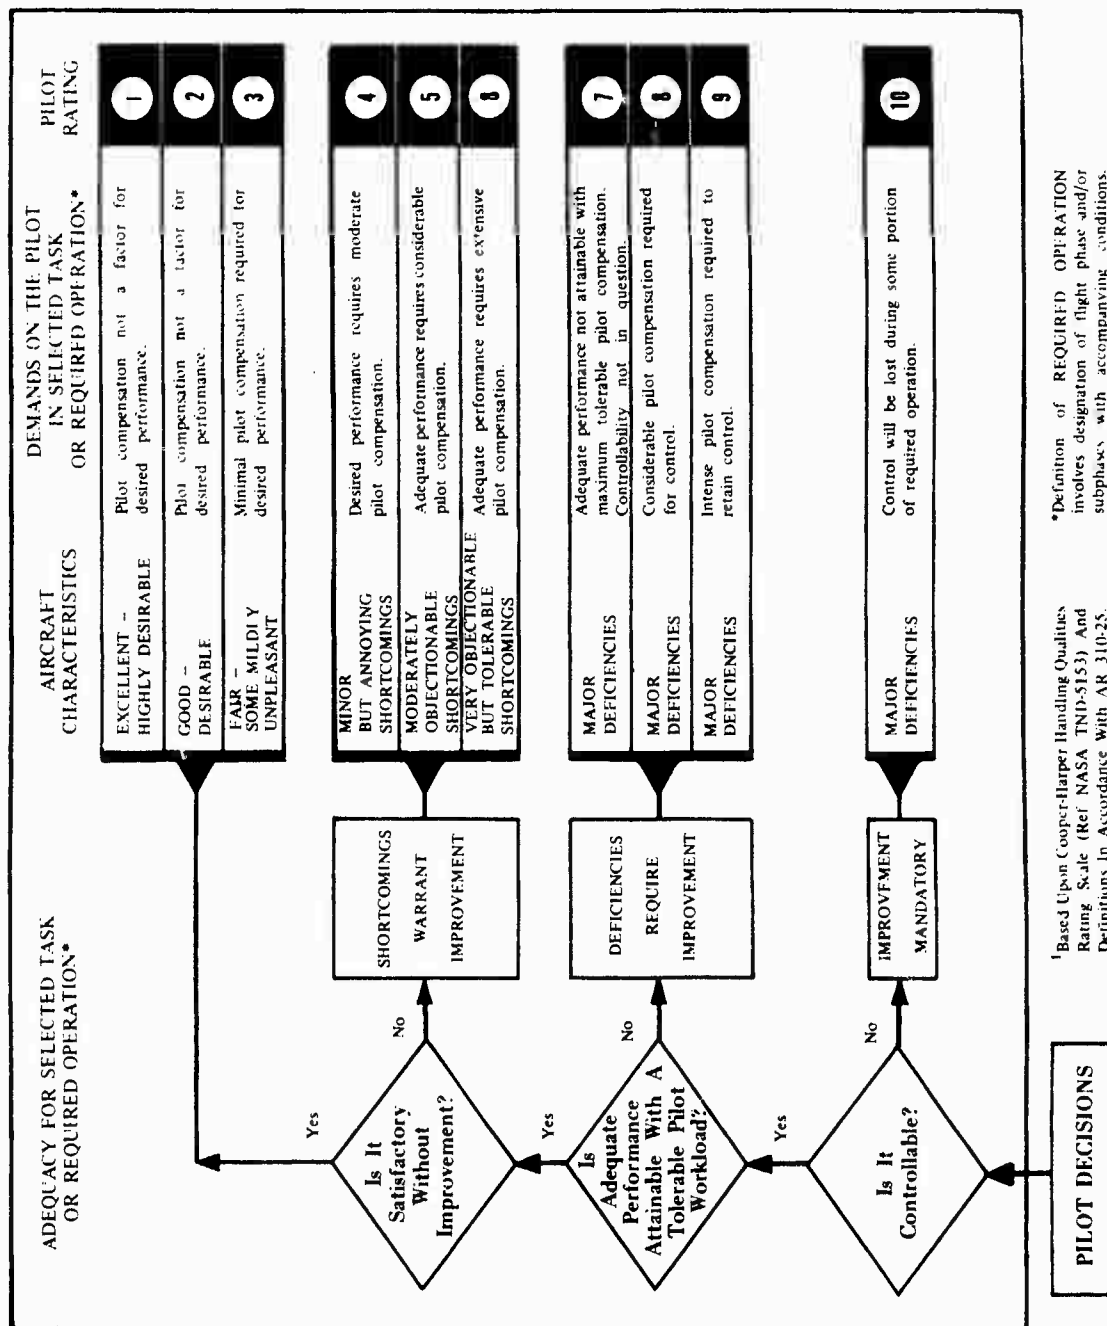 ADEQUACY FOR SELECTED TASK
OR REQUIRED OPERATION*
AIRCRAFT
CHARACTERISTICS
DEMANDS ON THE PILOT
IN SELECTED TASK
OR REQUIRED OPERATION*
PILOT
RATING
EXCELLENT –
HIGHLY DESIRABLE
Pilot compensation not a factor for
desired performance.
1
GOOD –
DESIRABLE
Pilot compensation not a factor for
desired performance.
2
FAIR –
SOME MILDLY
UNPLEASANT
Minimal pilot compensation required for
desired performance.
3
Yes
Is It
Satisfactory
Without
Improvement?
No
SHORTCOMINGS
WARRANT
IMPROVEMENT
MINOR
BUT ANNOYING
SHORTCOMINGS
Desired performance requires moderate
pilot compensation.
4
MODERATELY
OBJECTIONABLE
SHORTCOMINGS
Adequate performance requires considerable
pilot compensation.
5
VERY OBJECTIONABLE
BUT TOLERABLE
SHORTCOMINGS
Adequate performance requires extensive
pilot compensation.
6
Yes
Is
Adequate
Performance
Attainable With A
Tolerable Pilot
Workload?
No
DEFICIENCIES
REQUIRE
IMPROVEMENT
MAJOR
DEFICIENCIES
Adequate performance not attainable with
maximum tolerable pilot compensation.
Controllability not in question.
7
MAJOR
DEFICIENCIES
Considerable pilot compensation required
for control.
8
MAJOR
DEFICIENCIES
Intense pilot compensation required to
retain control.
9
Yes
Is It
Controllable?
No
IMPROVEMENT
MANDATORY
MAJOR
DEFICIENCIES
Control will be lost during some portion
of required operation.
10
PILOT DECISIONS
¹Based Upon Cooper-Harper Handling Qualities
Rating Scale (Ref NASA TND-5153) And
Definitions In Accordance With AR 310-25.
*Definition of REQUIRED OPERATION
involves designation of flight phase and/or
subphases with accompanying conditions.